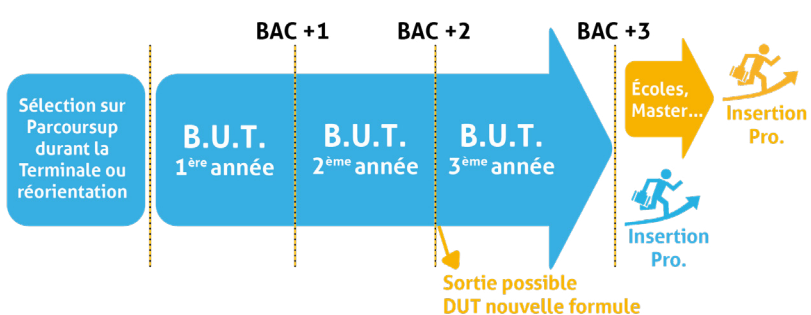 BAC +1
BAC +2
BAC +3
Sélection sur
Parcoursup
durant la
Terminale ou
réorientation
B.U.T.
1ère année
B.U.T.
2ème année
B.U.T.
3ème année
Écoles,
Master...
Insertion
Pro.
Insertion
Pro.
Sortie possible
DUT nouvelle formule